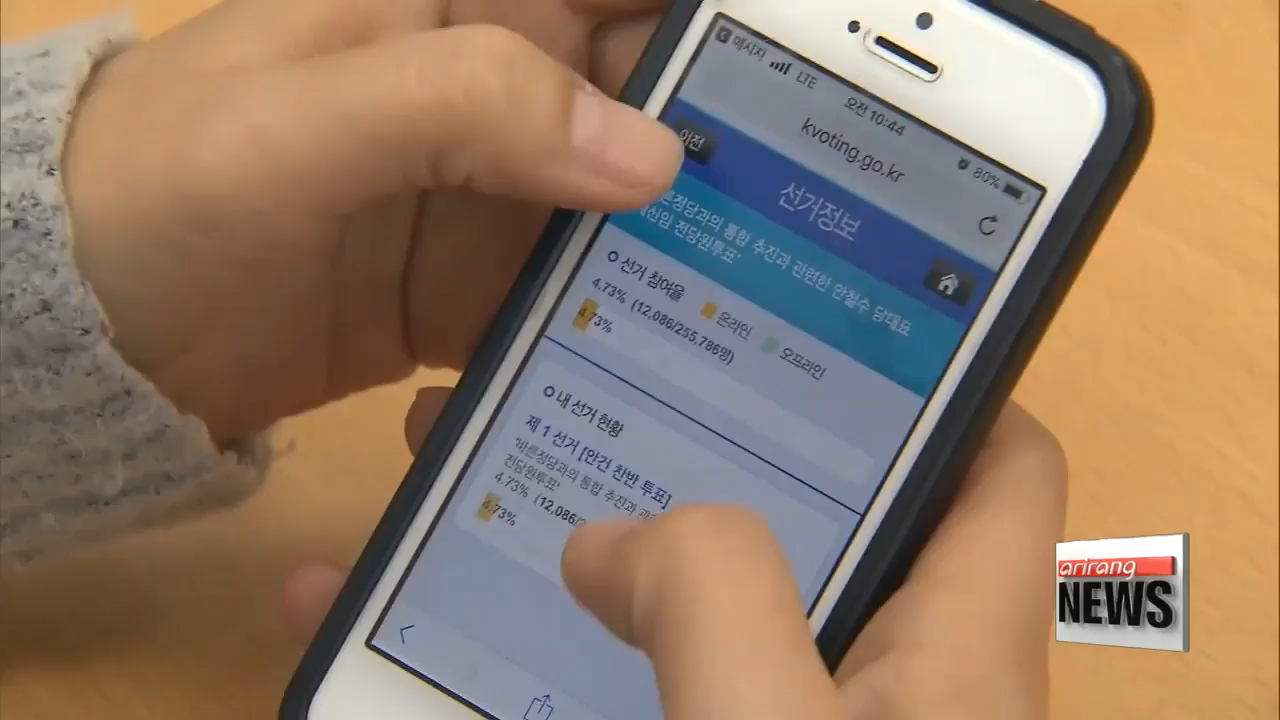 메시지 LTE 오전 10:44 80%
kvoting.go.kr
이전 선거정보
바른정당과의 통합 추진과 관련한 안철수 당대표
재신임 전당원투표'
선거 참여율 온라인 오프라인
4.73% (12,086/255,786명)
4.73%
내 선거 현황
제 1 선거 [안건 찬반 투표]
'바른정당과의 통합 추진과
전당원투표'
4.73% (12,086/
4.73%
arirang
NEWS